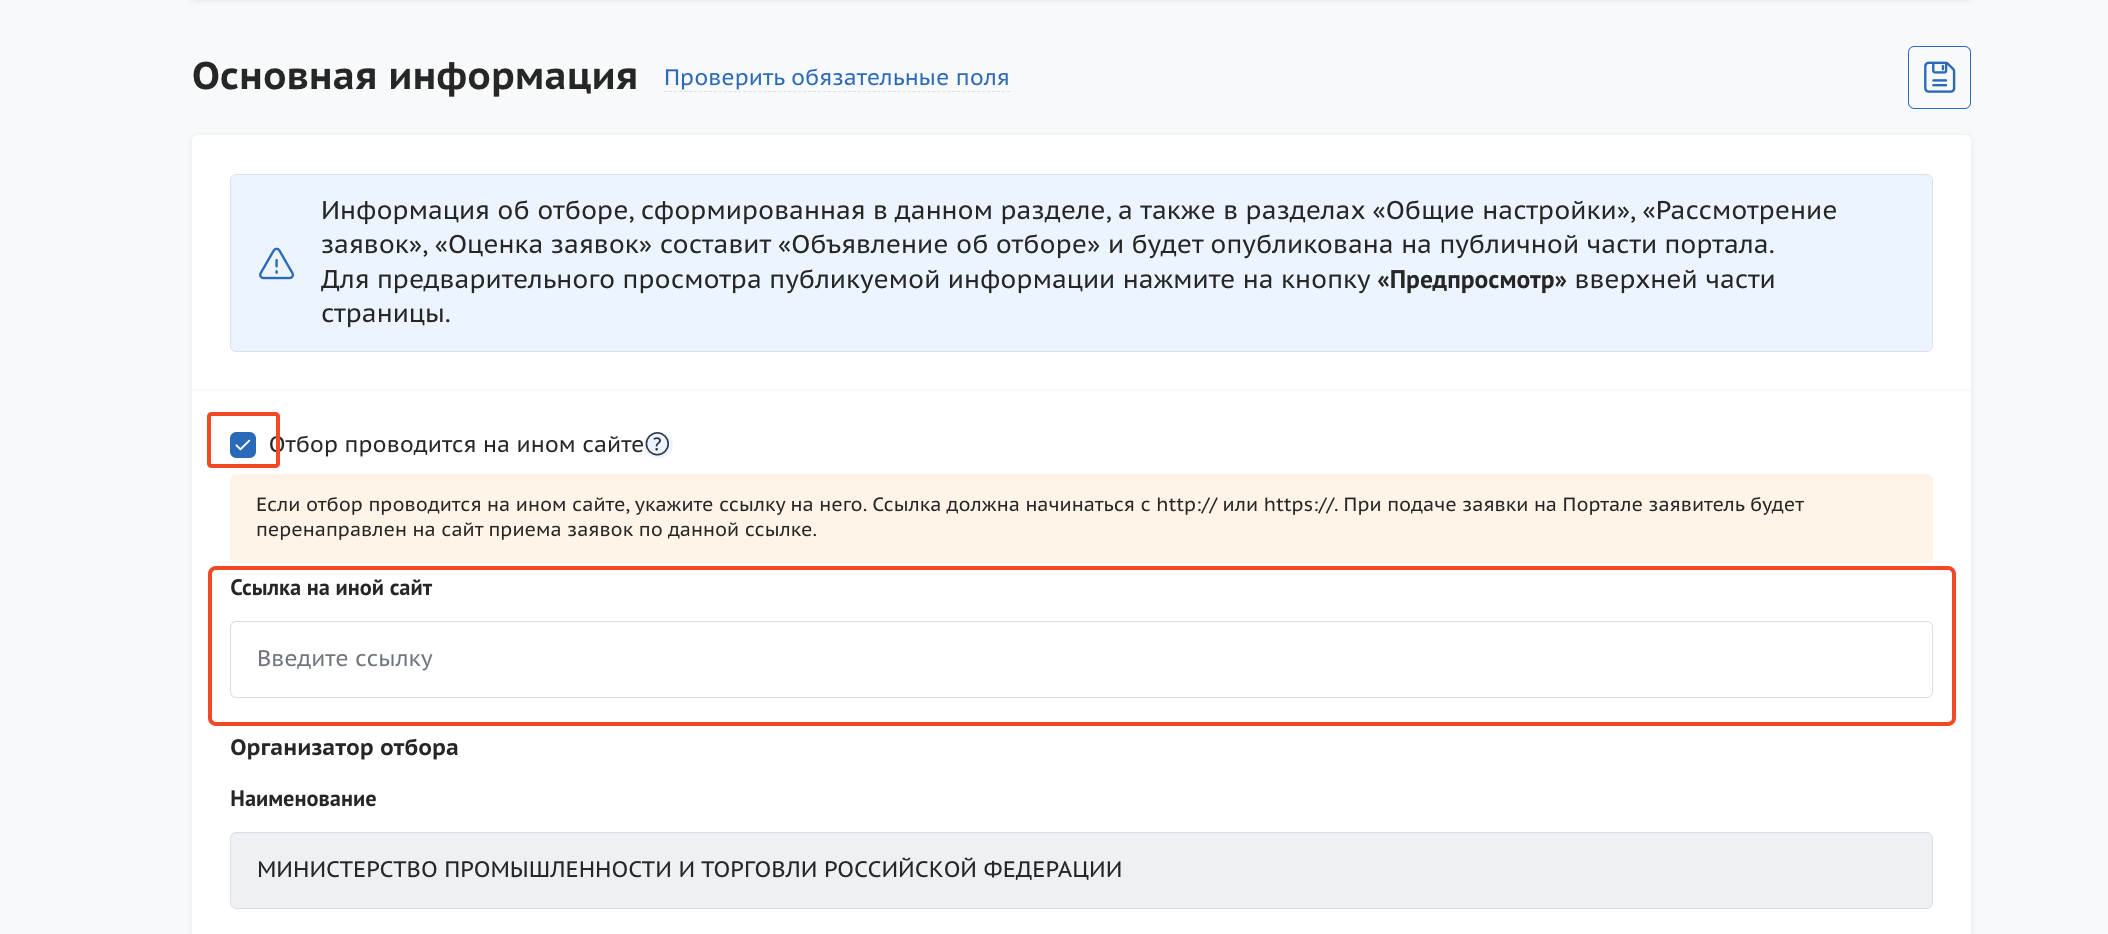 Основная информация Проверить обязательные поля
Информация об отборе, сформированная в данном разделе, а также в разделах «Общие настройки», «Рассмотрение
заявок», «Оценка заявок» составит «Объявление об отборе» и будет опубликована на публичной части портала.
Для предварительного просмотра публикуемой информации нажмите на кнопку «Предпросмотр» вверхней части
страницы.
Отбор проводится на ином сайте ?
Если отбор проводится на ином сайте, укажите ссылку на него. Ссылка должна начинаться с http:// или https://. При подаче заявки на Портале заявитель будет
перенаправлен на сайт приема заявок по данной ссылке.
Ссылка на иной сайт
Введите ссылку
Организатор отбора
Наименование
МИНИСТЕРСТВО ПРОМЫШЛЕННОСТИ И ТОРГОВЛИ РОССИЙСКОЙ ФЕДЕРАЦИИ